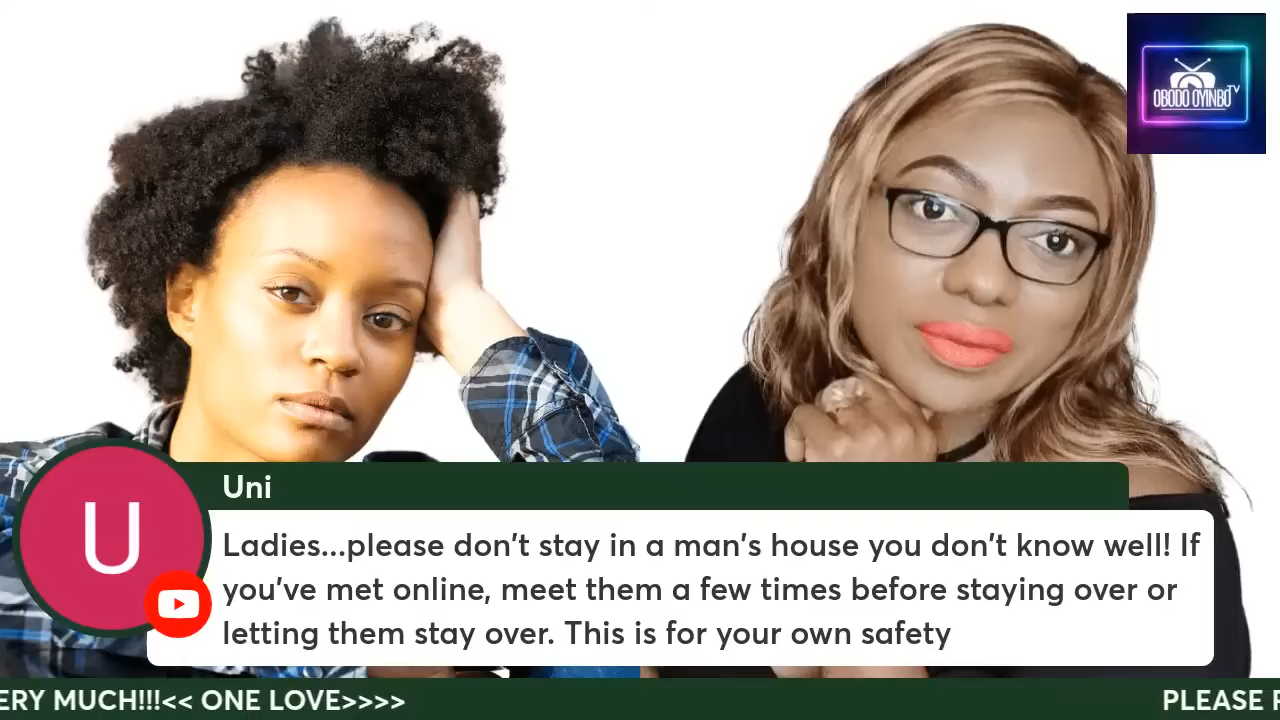 OBODO OYINBO TV
U
Uni
Ladies...please don't stay in a man's house you don't know well! If
you've met online, meet them a few times before staying over or
letting them stay over. This is for your own safety
ERY MUCH!!!<< ONE LOVE>>>>
PLEASE